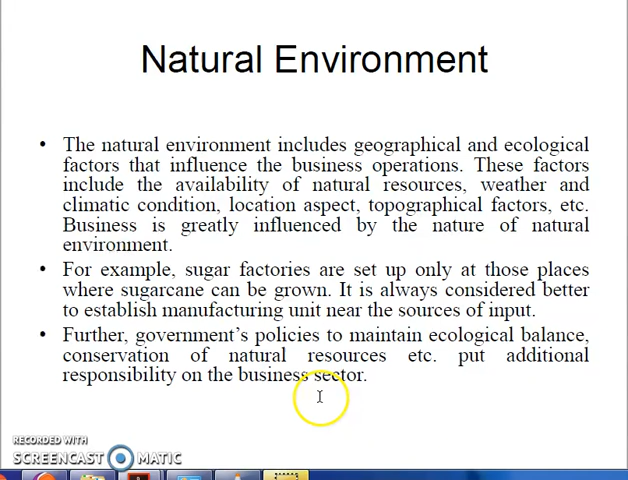 Natural Environment
• The natural environment includes geographical and ecological
factors that influence the business operations. These factors
include the availability of natural resources, weather and
climatic condition, location aspect, topographical factors, etc.
Business is greatly influenced by the nature of natural
environment.
• For example, sugar factories are set up only at those places
where sugarcane can be grown. It is always considered better
to establish manufacturing unit near the sources of input.
• Further, government’s policies to maintain ecological balance,
conservation of natural resources etc. put additional
responsibility on the business sector.
RECORDED WITH
SCREENCAST MATIC